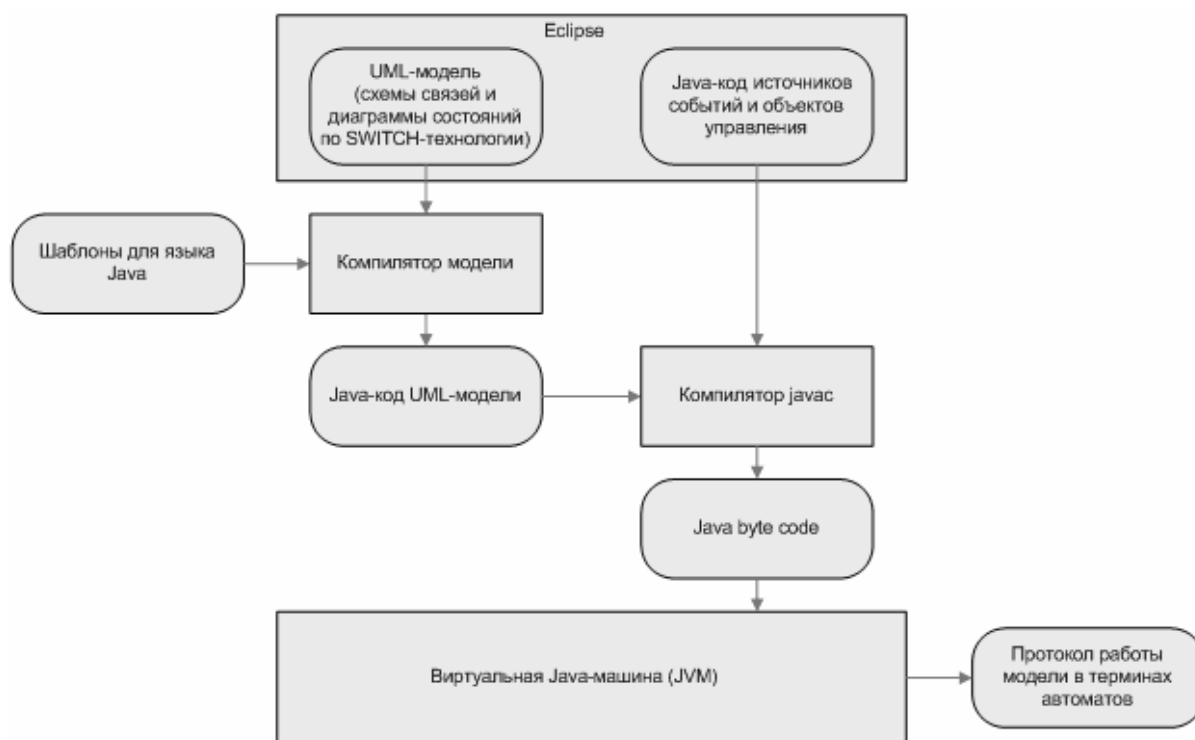 Eclipse
UML-модель
(схемы связей и
диаграммы состояний
по SWITCH-технологии)
Java-код источников
событий и объектов
управления
Шаблоны для языка
Java
Компилятор модели
Java-код UML-модели
Компилятор javac
Java byte code
Виртуальная Java-машина (JVM)
Протокол работы
модели в терминах
автоматов